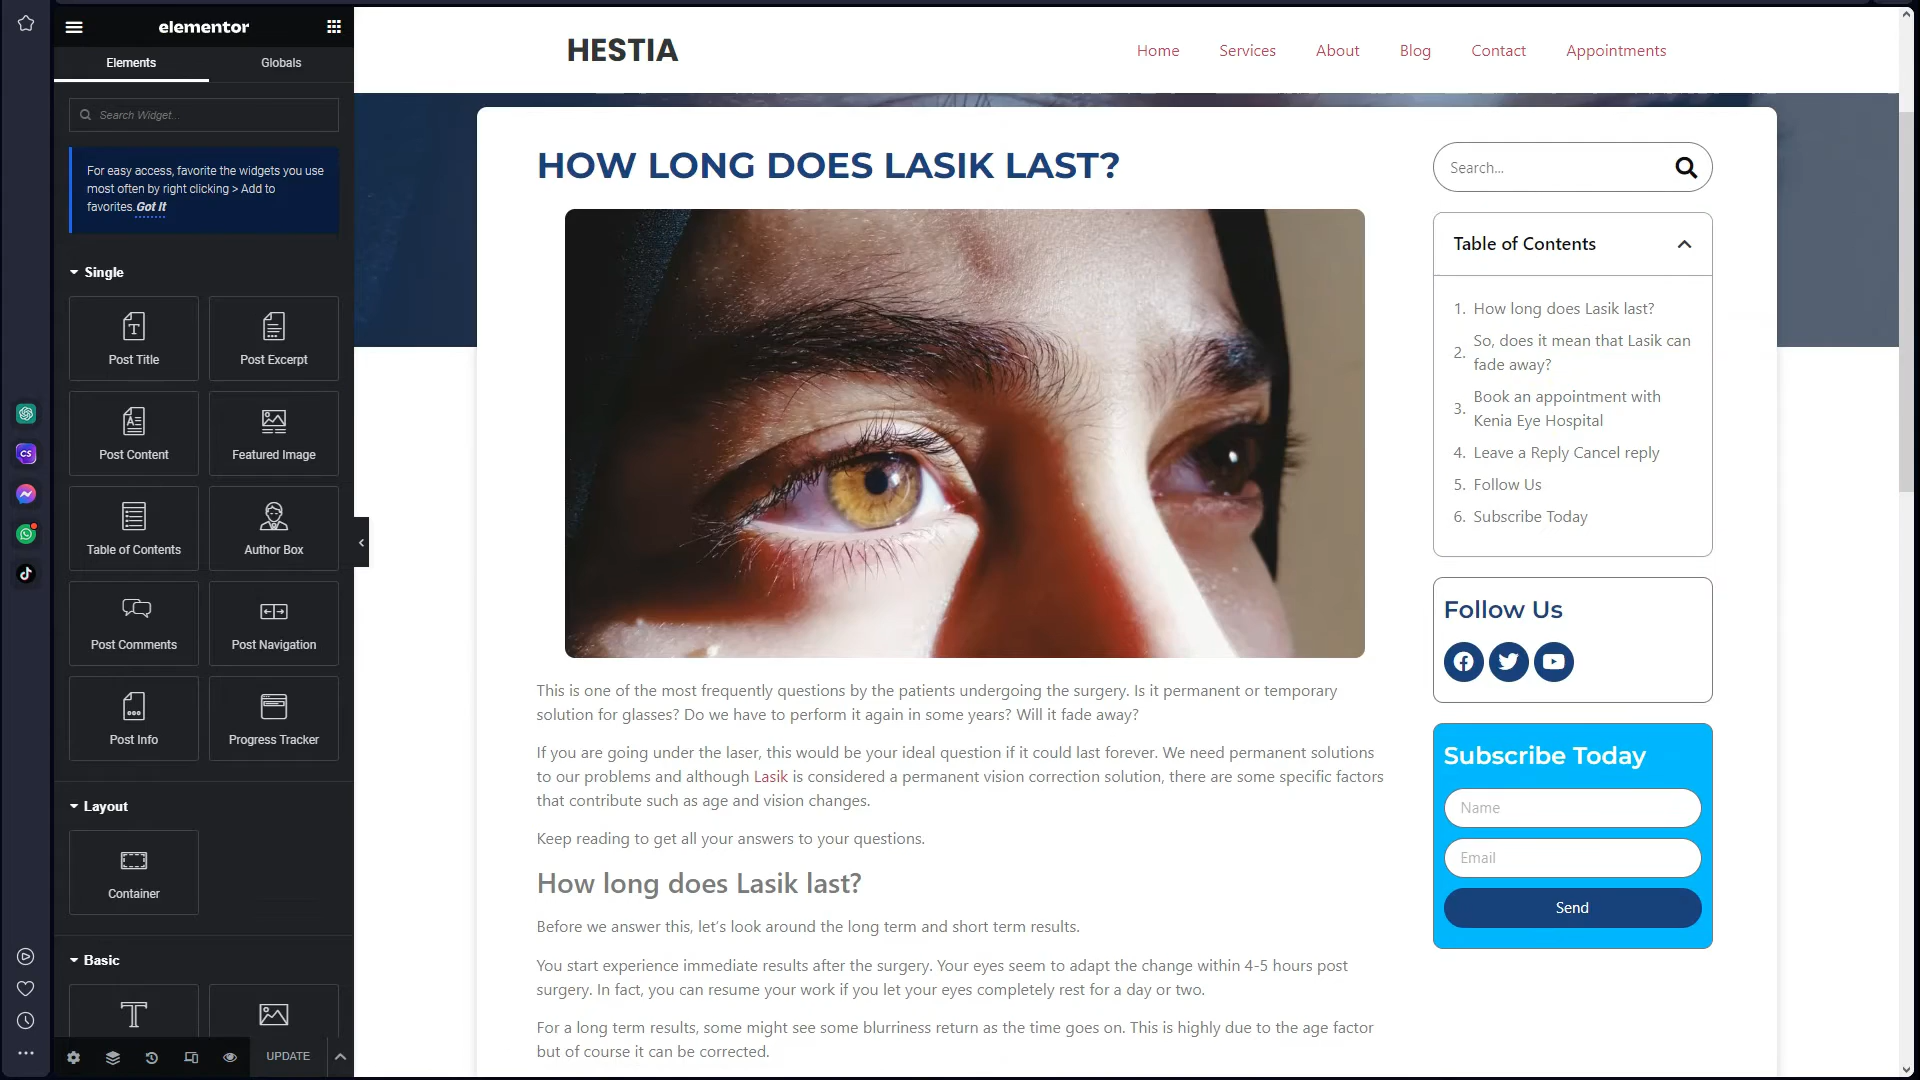 elementor
Elements
Globals
Search Widget...
For easy access, favorite the widgets you use
most often by right clicking > Add to
favorites. Got It
Single
Post Title
Post Excerpt
Post Content
Featured Image
Table of Contents
Author Box
Post Comments
Post Navigation
Post Info
Progress Tracker
Layout
Container
Basic
UPDATE
HESTIA
Home
Services
About
Blog
Contact
Appointments
HOW LONG DOES LASIK LAST?
This is one of the most frequently questions by the patients undergoing the surgery. Is it permanent or temporary
solution for glasses? Do we have to perform it again in some years? Will it fade away?
If you are going under the laser, this would be your ideal question if it could last forever. We need permanent solutions
to our problems and although Lasik is considered a permanent vision correction solution, there are some specific factors
that contribute such as age and vision changes.
Keep reading to get all your answers to your questions.
How long does Lasik last?
Before we answer this, let's look around the long term and short term results.
You start experience immediate results after the surgery. Your eyes seem to adapt the change within 4-5 hours post
surgery. In fact, you can resume your work if you let your eyes completely rest for a day or two.
For a long term results, some might see some blurriness return as the time goes on. This is highly due to the age factor
but of course it can be corrected.
Search...
Table of Contents
1. How long does Lasik last?
2. So, does it mean that Lasik can
fade away?
3. Book an appointment with
Kenia Eye Hospital
4. Leave a Reply Cancel reply
5. Follow Us
6. Subscribe Today
Follow Us
Subscribe Today
Name
Email
Send
CS